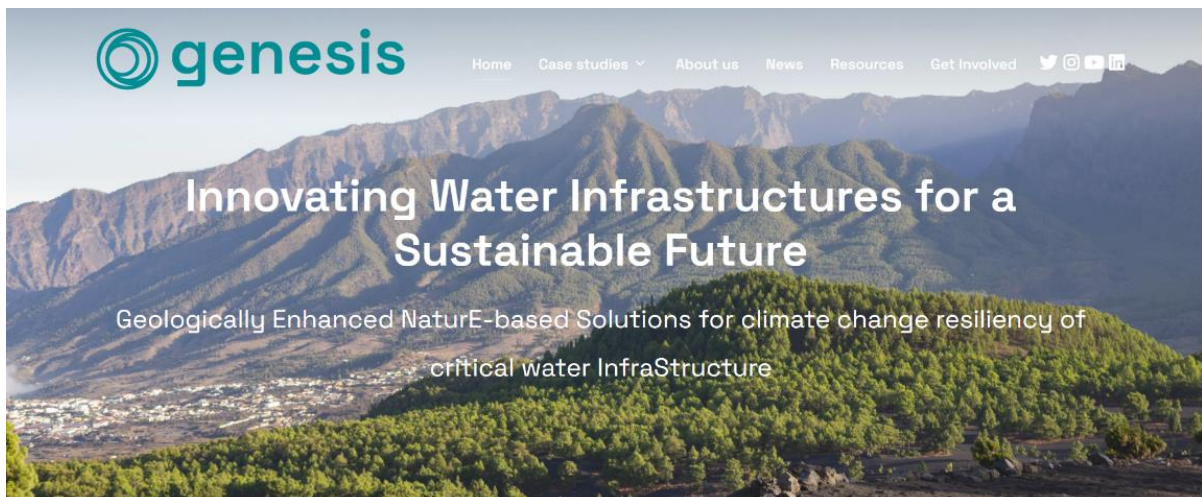 genesis
Home Case studies About us News Resources Get Involved
Innovating Water Infrastructures for a
Sustainable Future
Geologically Enhanced NaturE-based Solutions for climate change resiliency of
critical water InfraStructure